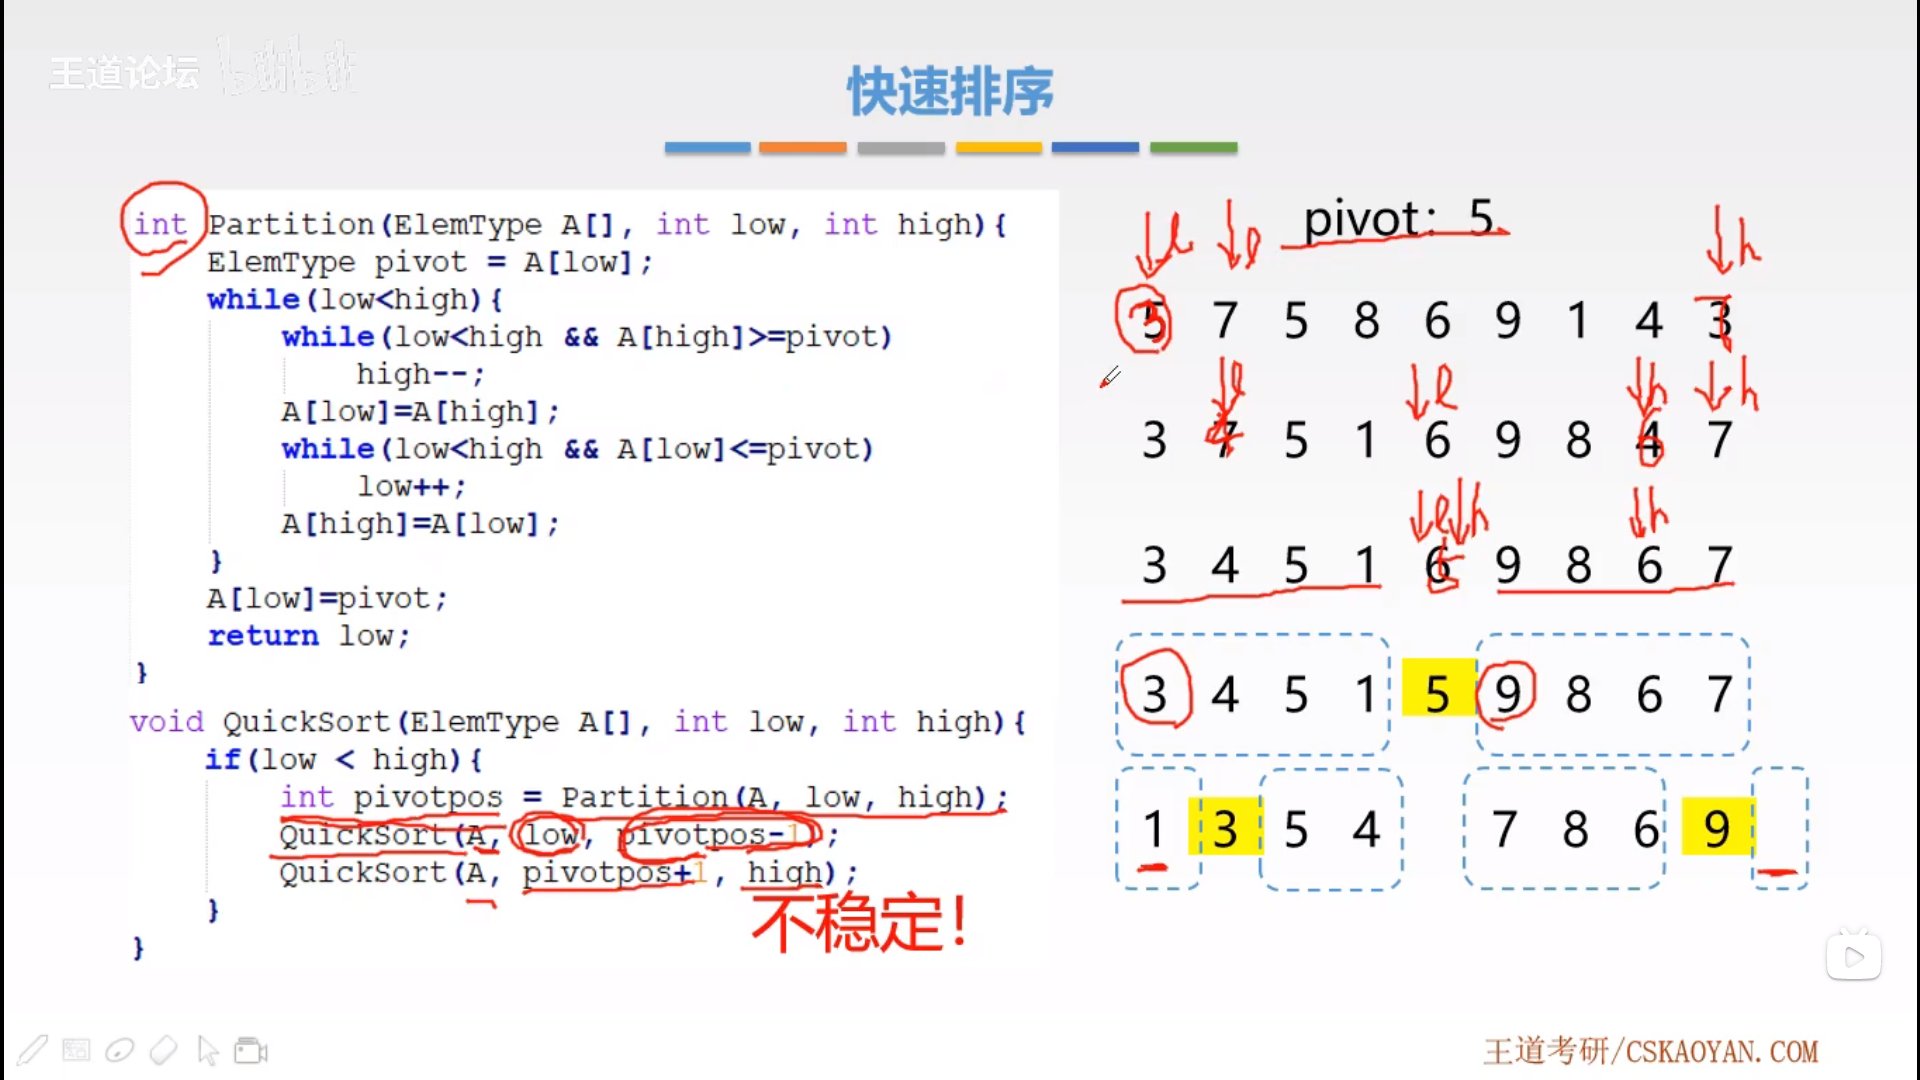 王道论坛 bilibili
快速排序
int Partition(ElemType A[], int low, int high){
ElemType pivot = A[low];
while(low<high){
while(low<high && A[high]>=pivot)
high--;
A[low]=A[high];
while(low<high && A[low]<=pivot)
low++;
A[high]=A[low];
}
A[low]=pivot;
return low;
}
void QuickSort(ElemType A[], int low, int high){
if(low < high){
int pivotpos = Partition(A, low, high);
QuickSort(A, low, pivotpos-1);
QuickSort(A, pivotpos+1, high);
}
}
不稳定!
pivot: 5
l l h
5 7 5 8 6 9 1 4 3
3
l l h h
3 7 5 1 6 9 8 4 7
4 6
l h h
3 4 5 1 6 9 8 6 7
5
3 4 5 1 5 9 8 6 7
1 3 5 4 7 8 6 9
王道考研/CSKAOYAN.COM